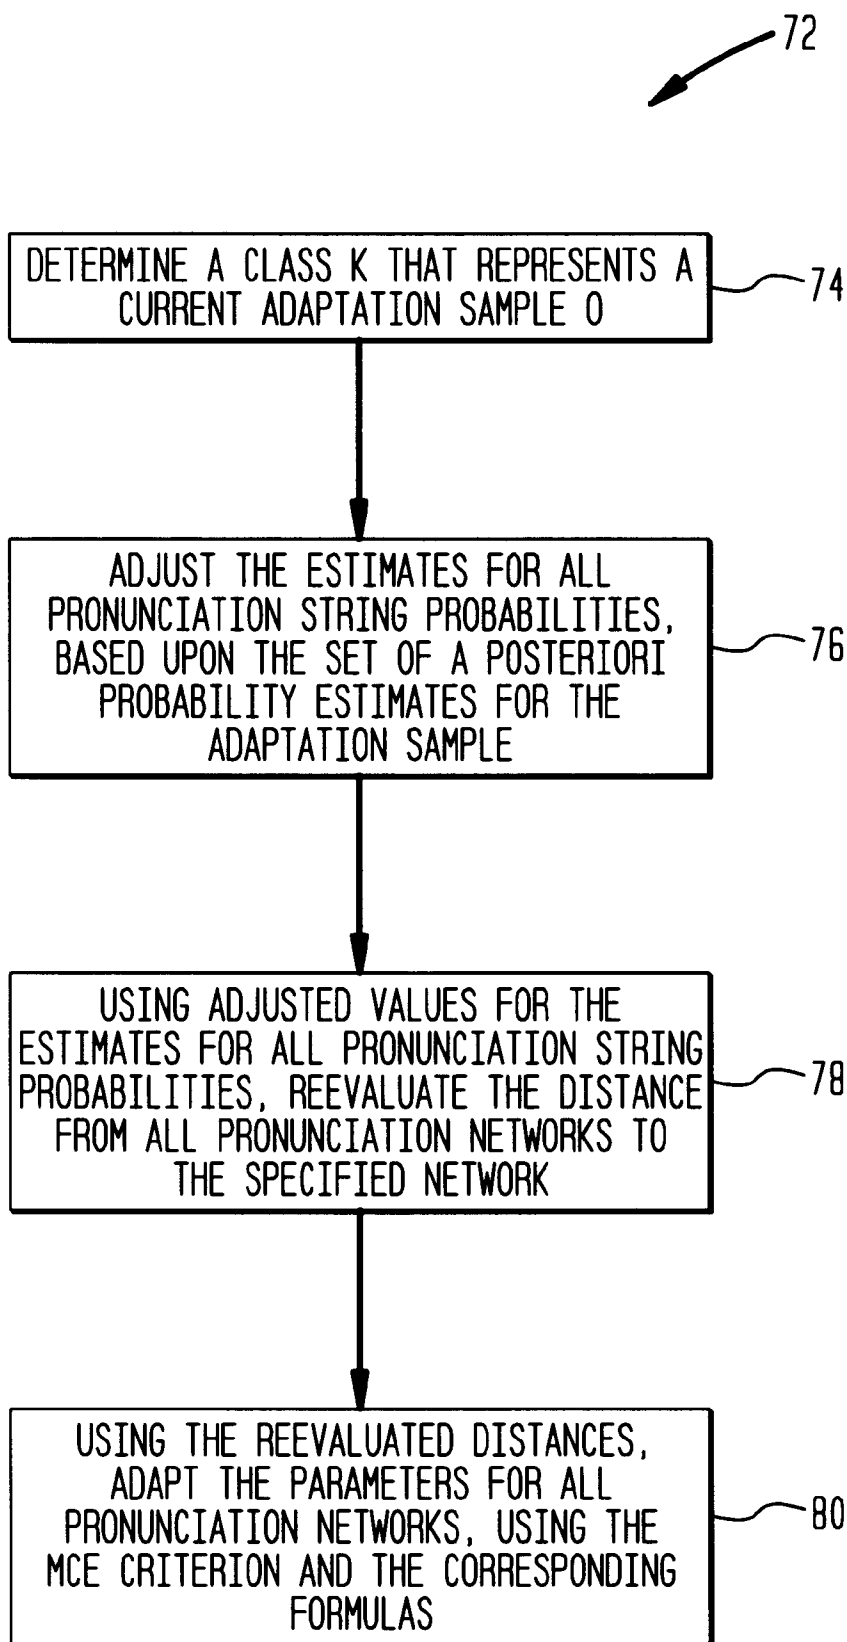 72
DETERMINE A CLASS K THAT REPRESENTS A
CURRENT ADAPTATION SAMPLE O
74
ADJUST THE ESTIMATES FOR ALL
PRONUNCIATION STRING PROBABILITIES,
BASED UPON THE SET OF A POSTERIORI
PROBABILITY ESTIMATES FOR THE
ADAPTATION SAMPLE
76
USING ADJUSTED VALUES FOR THE
ESTIMATES FOR ALL PRONUNCIATION STRING
PROBABILITIES, REEVALUATE THE DISTANCE
FROM ALL PRONUNCIATION NETWORKS TO
THE SPECIFIED NETWORK
78
USING THE REEVALUATED DISTANCES,
ADAPT THE PARAMETERS FOR ALL
PRONUNCIATION NETWORKS, USING THE
MCE CRITERION AND THE CORRESPONDING
FORMULAS
80